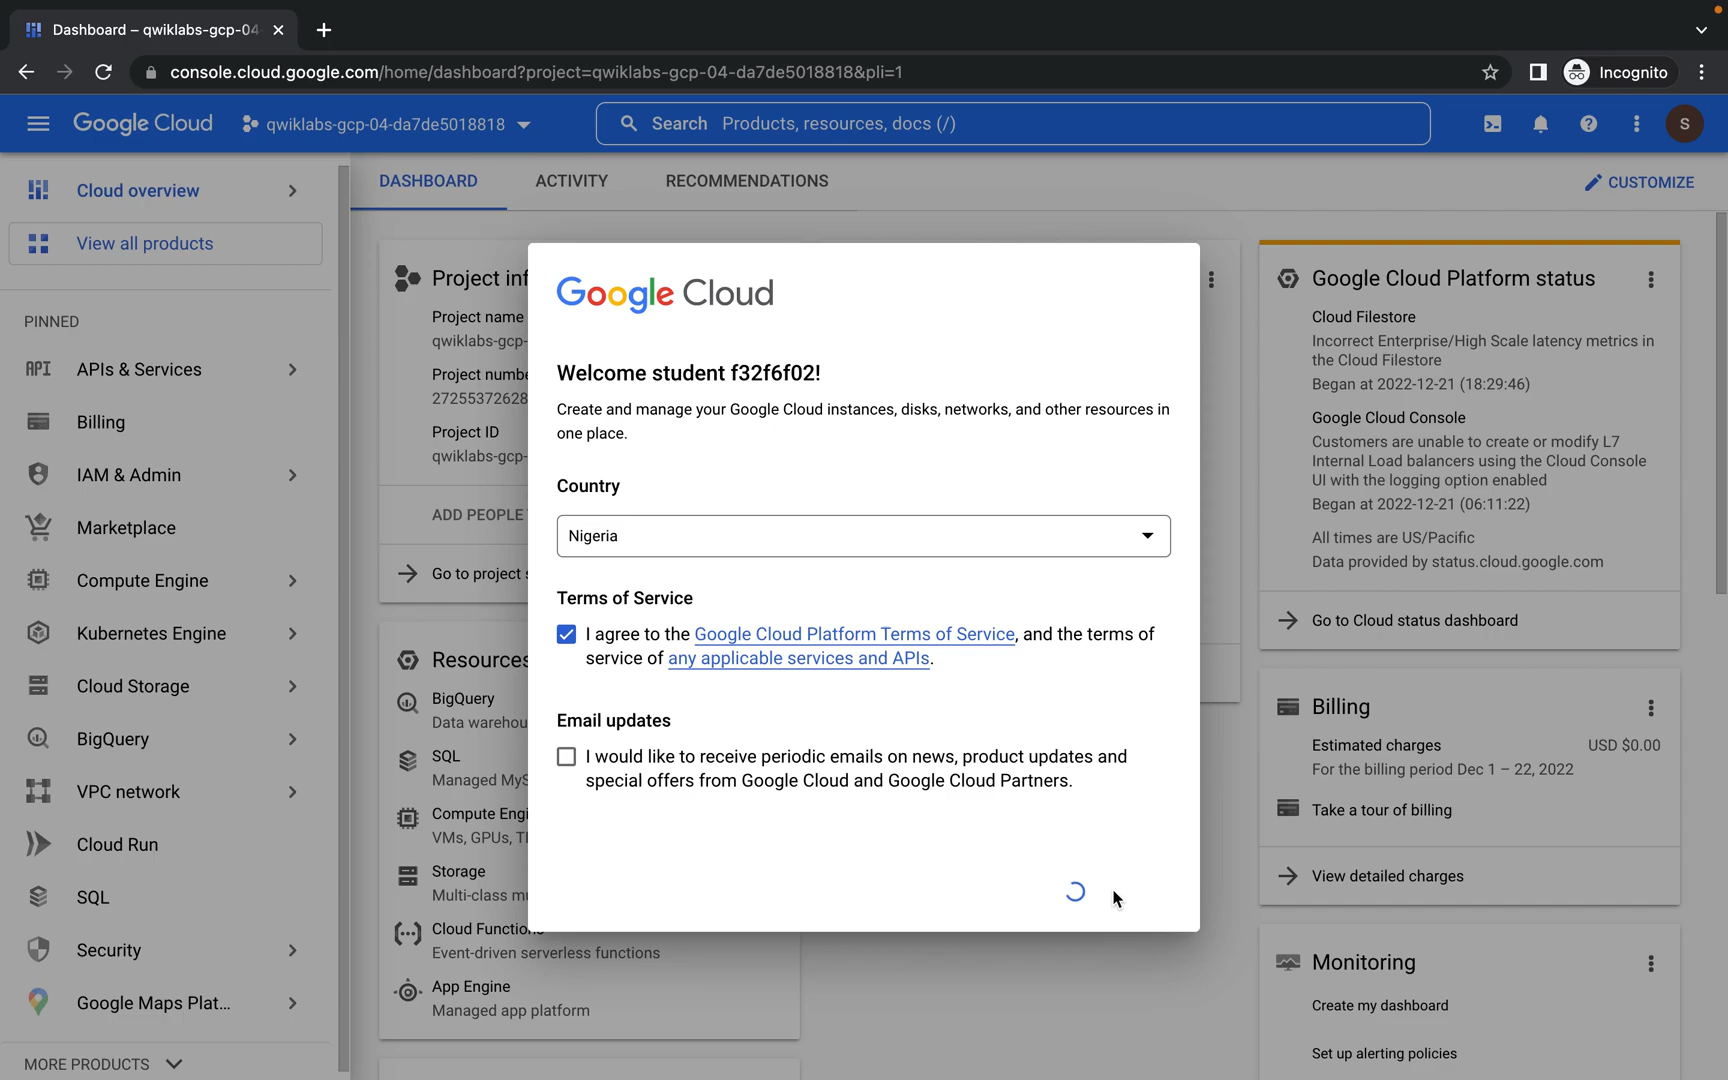 Dashboard – qwiklabs-gcp-04
console.cloud.google.com/home/dashboard?project=qwiklabs-gcp-04-da7de5018818&pli=1
Incognito
Google Cloud
qwiklabs-gcp-04-da7de5018818
Search Products, resources, docs (/)
S
Cloud overview
View all products
PINNED
API APIs & Services
Billing
IAM & Admin
Marketplace
Compute Engine
Kubernetes Engine
Cloud Storage
BigQuery
VPC network
Cloud Run
SQL
Security
Google Maps Plat...
MORE PRODUCTS
DASHBOARD
ACTIVITY
RECOMMENDATIONS
CUSTOMIZE
Project inf
Project name
qwiklabs-gcp-
Project numbe
27255372628
Project ID
qwiklabs-gcp-
ADD PEOPLE
Go to project s
Resources
BigQuery
Data warehou
SQL
Managed MyS
Compute Engi
VMs, GPUs, T
Storage
Multi-class mu
Cloud Function
Event-driven serverless functions
App Engine
Managed app platform
Google Cloud
Welcome student f32f6f02!
Create and manage your Google Cloud instances, disks, networks, and other resources in
one place.
Country
Nigeria
Terms of Service
I agree to the Google Cloud Platform Terms of Service, and the terms of
service of any applicable services and APIs.
Email updates
I would like to receive periodic emails on news, product updates and
special offers from Google Cloud and Google Cloud Partners.
Google Cloud Platform status
Cloud Filestore
Incorrect Enterprise/High Scale latency metrics in
the Cloud Filestore
Began at 2022-12-21 (18:29:46)
Google Cloud Console
Customers are unable to create or modify L7
Internal Load balancers using the Cloud Console
UI with the logging option enabled
Began at 2022-12-21 (06:11:22)
All times are US/Pacific
Data provided by status.cloud.google.com
Go to Cloud status dashboard
Billing
Estimated charges USD $0.00
For the billing period Dec 1 – 22, 2022
Take a tour of billing
View detailed charges
Monitoring
Create my dashboard
Set up alerting policies